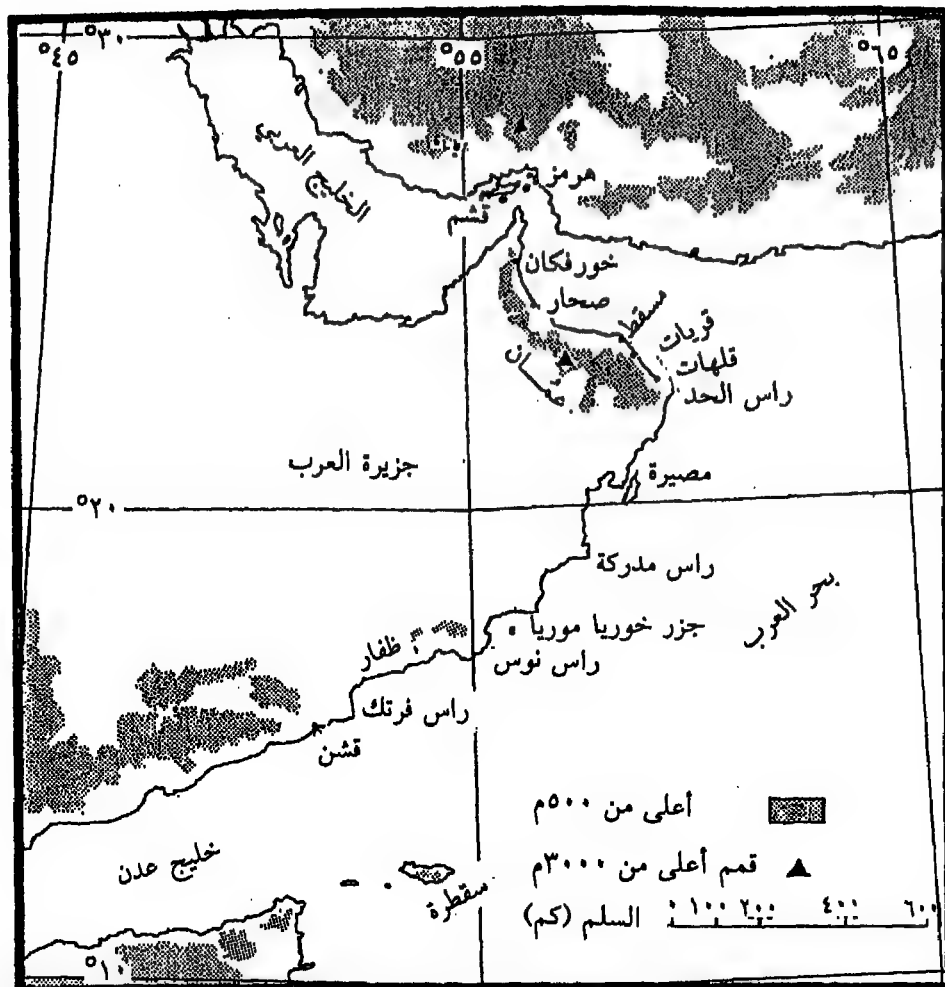 °٣٠
°٤٥
°٥٥
°٦٥
الخليج العربي
هرمز
قشم
خورفكان
صحار
مسقط
قريات
قلهات
راس الحد
عمان
جزيرة العرب
مصيرة
°٢٠
راس مدركة
بحر العرب
جزر خوريا موريا
راس نوس
ظفار
راس فرتك
قشن
أعلى من ٥٠٠م
قمم أعلى من ٣٠٠٠م
السلم (كم)
٠ ١٠٠ ٢٠٠ ٤٠٠ ٦٠٠
خليج عدن
سقطرة
°١٠